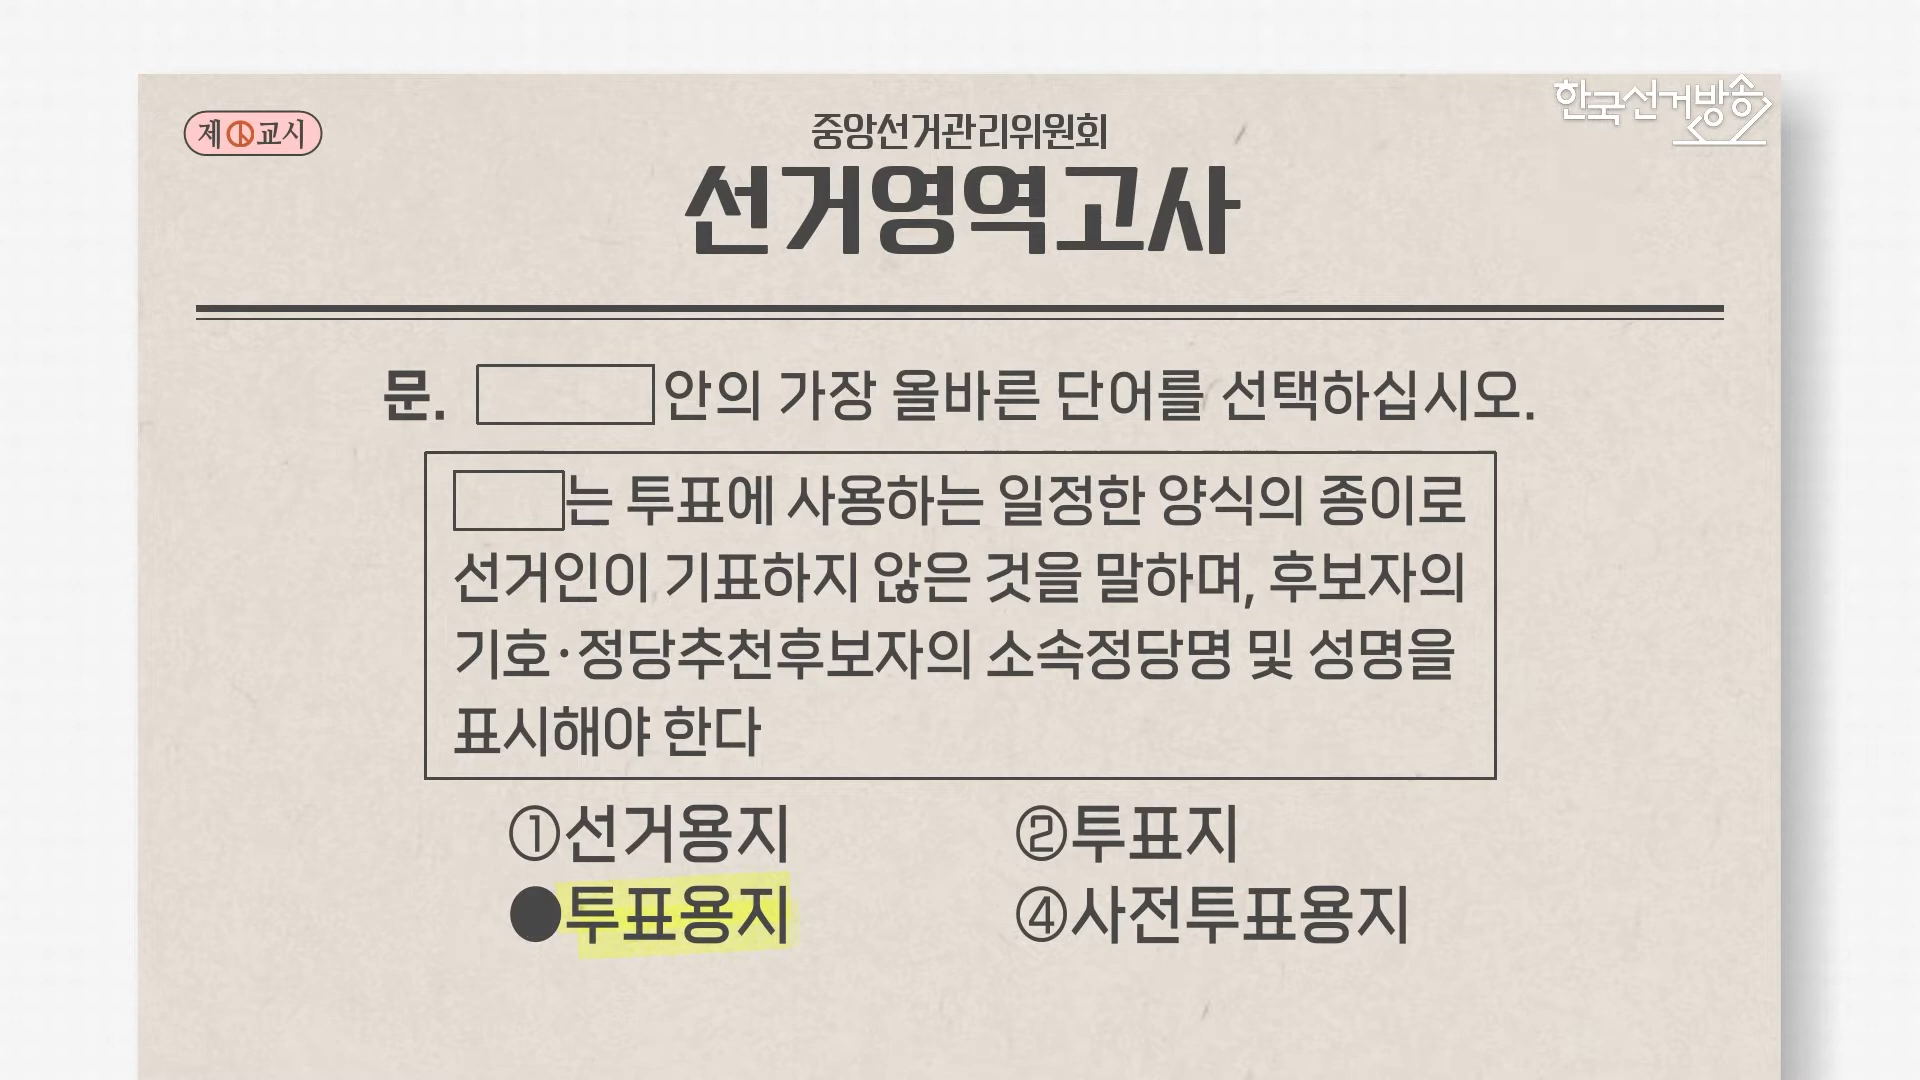 제 교시
한국선거방송
중앙선거관리위원회
선거영역고사
문. 안의 가장 올바른 단어를 선택하십시오.
는 투표에 사용하는 일정한 양식의 종이로
선거인이 기표하지 않은 것을 말하며, 후보자의
기호·정당추천후보자의 소속정당명 및 성명을
표시해야 한다
①선거용지 ②투표지
●투표용지 ④사전투표용지